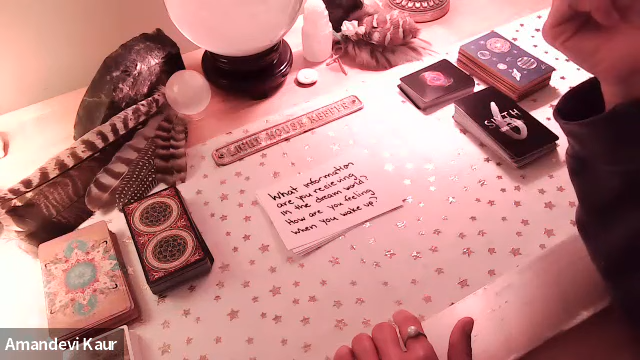 LIGHT HOUSE KEEPER
What information
are you recieving
in the dream world?
How are you feeling
when you wake up?
Amandevi Kaur